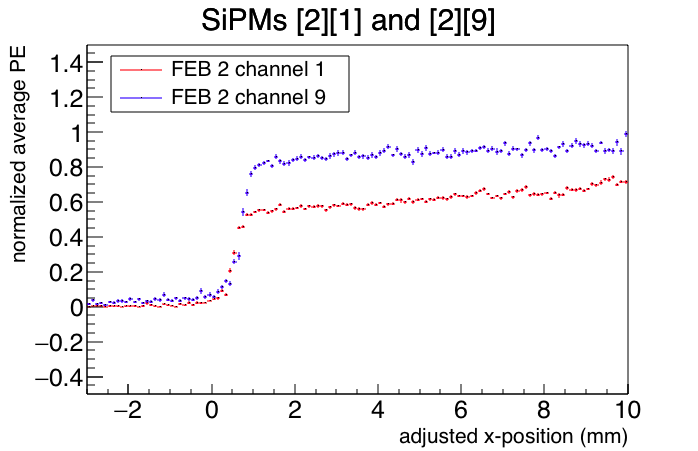 SiPMs [2][1] and [2][9]
normalized average PE
1.4
1.2
1
0.8
0.6
0.4
0.2
0
−0.2
−0.4
FEB 2 channel 1
FEB 2 channel 9
−2 0 2 4 6 8 10
adjusted x-position (mm)